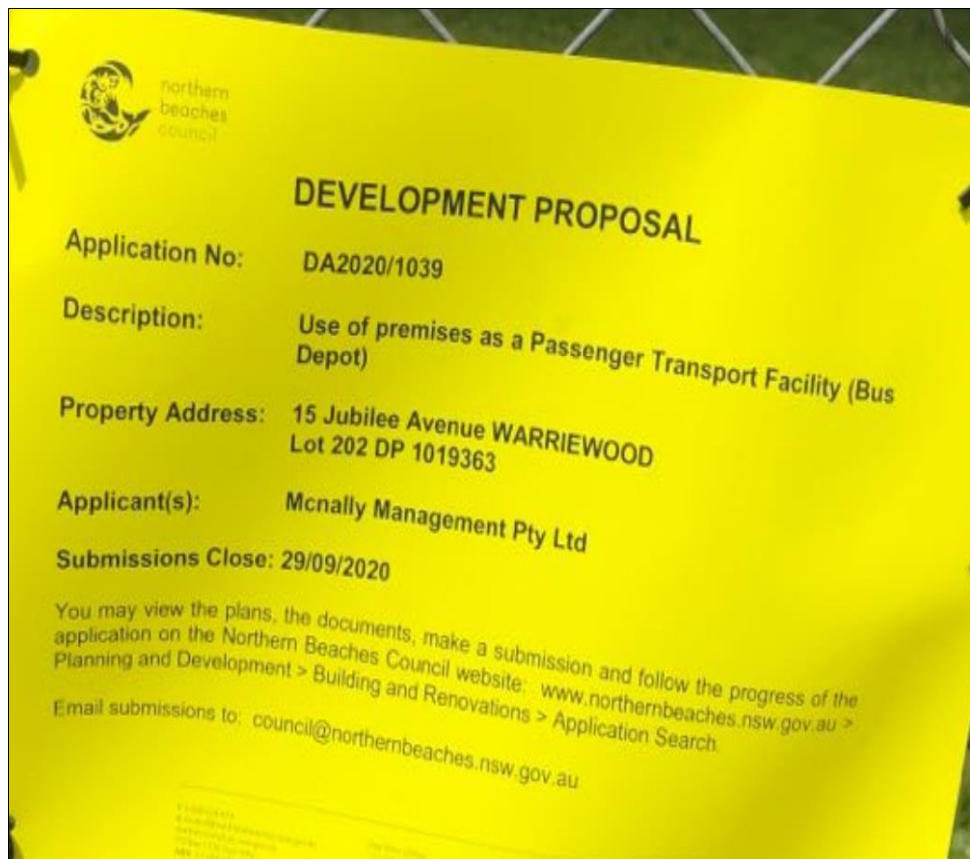 northern
beaches
council
DEVELOPMENT PROPOSAL
Application No: DA2020/1039
Description: Use of premises as a Passenger Transport Facility (Bus
Depot)
Property Address: 15 Jubilee Avenue WARRIEWOOD
Lot 202 DP 1019363
Applicant(s): Mcnally Management Pty Ltd
Submissions Close: 29/09/2020
You may view the plans, the documents, make a submission and follow the progress of the
application on the Northern Beaches Council website: www.northernbeaches.nsw.gov.au >
Planning and Development > Building and Renovations > Application Search.
Email submissions to: council@northernbeaches.nsw.gov.au